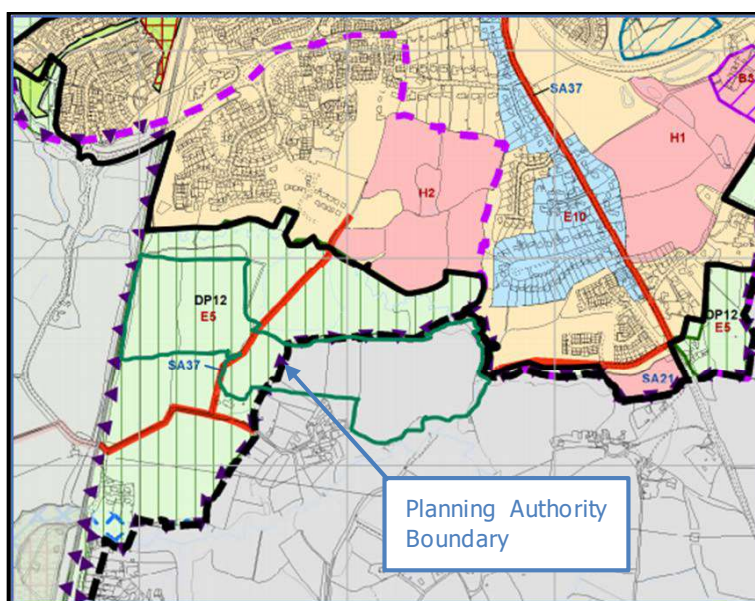 SA37
B5
H1
H2
E10
DP12
E5
DP12
E5
SA37
SA21
Planning Authority
Boundary